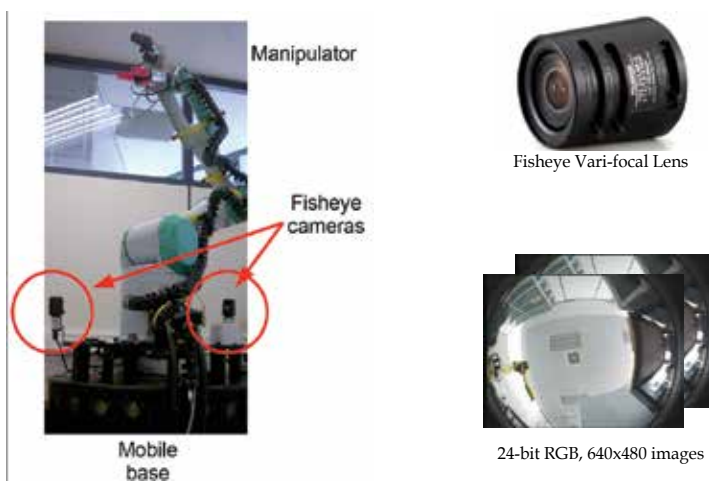 Manipulator
Fisheye
cameras
Mobile
base
Fisheye Vari-focal Lens
24-bit RGB, 640x480 images